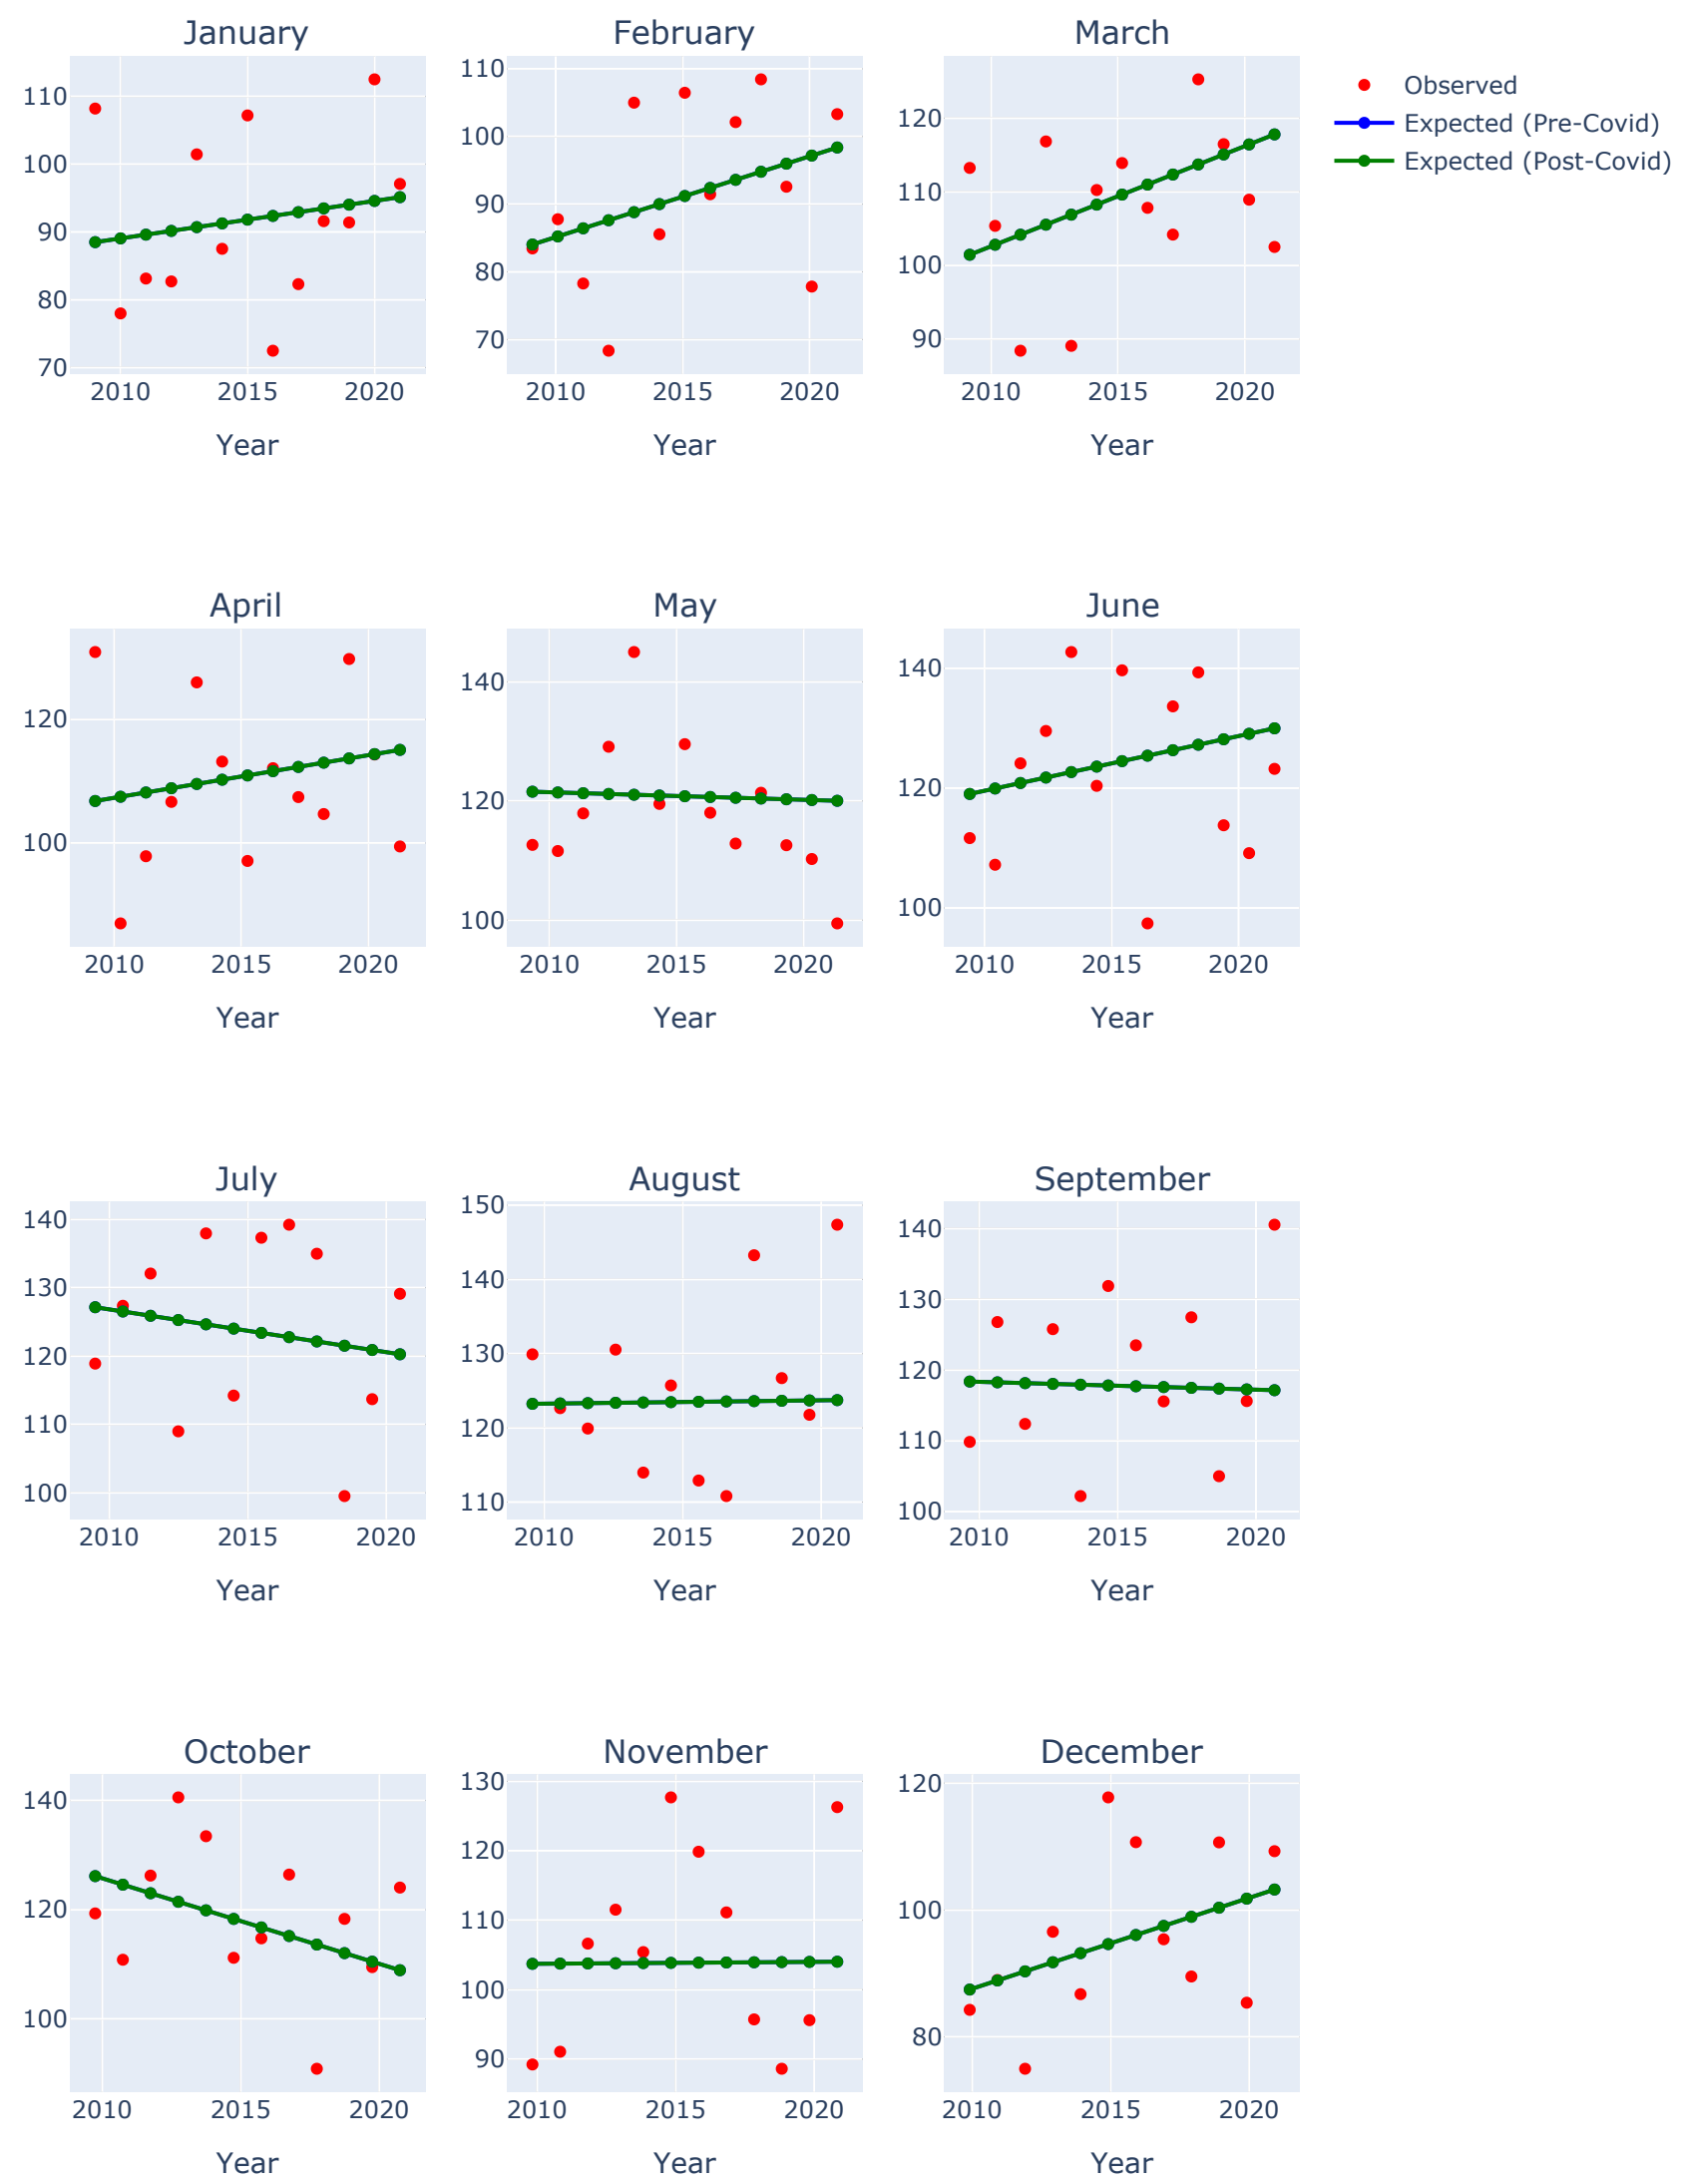 January February March
110
100
90
80
70
2010 2015 2020
Year
110
100
90
80
70
2010 2015 2020
Year
120
110
100
90
2010 2015 2020
Year
Observed
Expected (Pre-Covid)
Expected (Post-Covid)
April May June
120
100
2010 2015 2020
Year
140
120
100
2010 2015 2020
Year
140
120
100
2010 2015 2020
Year
July August September
140
130
120
110
100
2010 2015 2020
Year
150
140
130
120
110
2010 2015 2020
Year
140
130
120
110
100
2010 2015 2020
Year
October November December
140
120
100
2010 2015 2020
Year
130
120
110
100
90
2010 2015 2020
Year
120
100
80
2010 2015 2020
Year